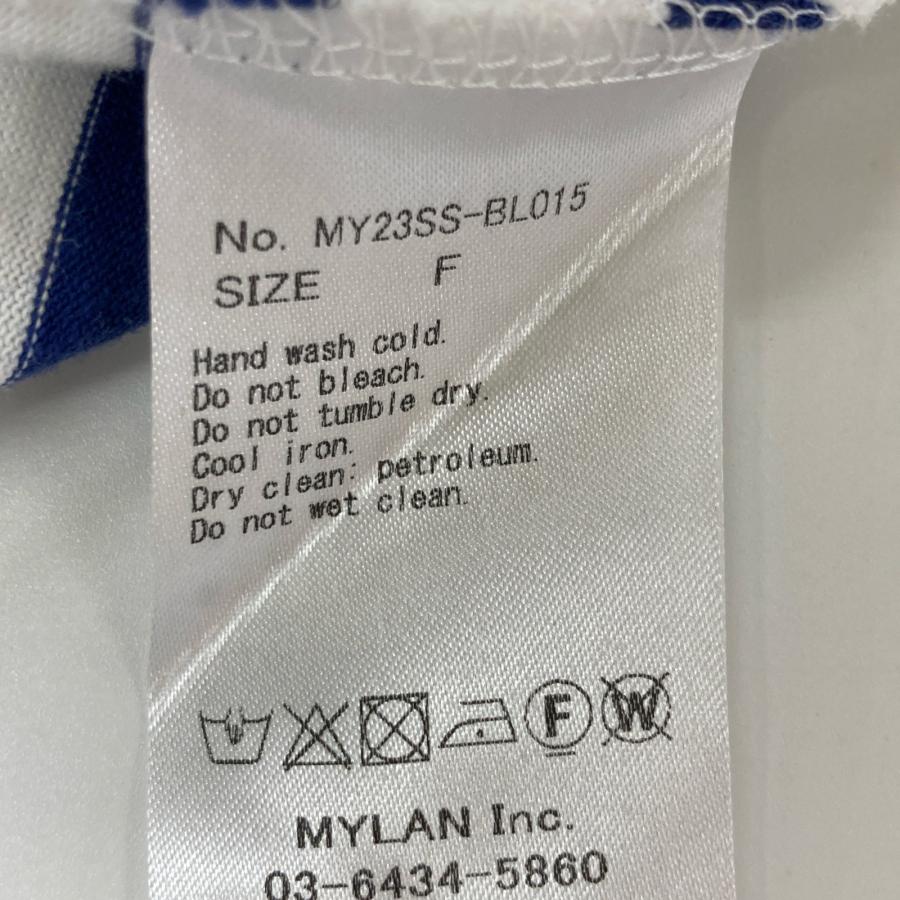 No. MY23SS-BL015
SIZE F
Hand wash cold.
Do not bleach.
Do not tumble dry.
Cool iron.
Dry clean: petroleum.
Do not wet clean.
F W
MYLAN Inc.
03-6434-5860